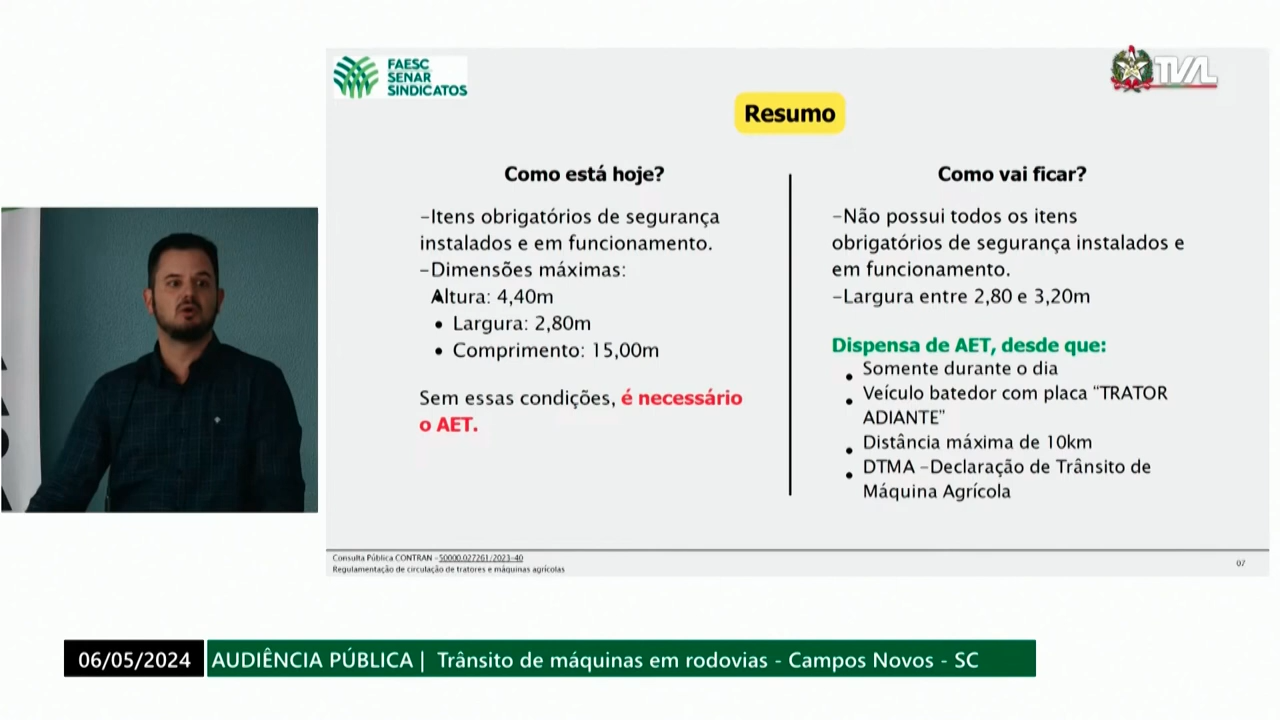 FAESC
SENAR
SINDICATOS
TVAL
Resumo
Como está hoje?
-Itens obrigatórios de segurança
instalados e em funcionamento.
-Dimensões máximas:
Altura: 4,40m
• Largura: 2,80m
• Comprimento: 15,00m
Sem essas condições, é necessário
o AET.
Como vai ficar?
-Não possui todos os itens
obrigatórios de segurança instalados e
em funcionamento.
-Largura entre 2,80 e 3,20m
Dispensa de AET, desde que:
• Somente durante o dia
• Veículo batedor com placa “TRATOR
ADIANTE”
• Distância máxima de 10km
• DTMA -Declaração de Trânsito de
Máquina Agrícola
Consulta Pública CONTRAN - 50000.027261/2023-40
Regulamentação de circulação de tratores e máquinas agrícolas
07
06/05/2024 AUDIÊNCIA PÚBLICA | Trânsito de máquinas em rodovias - Campos Novos - SC